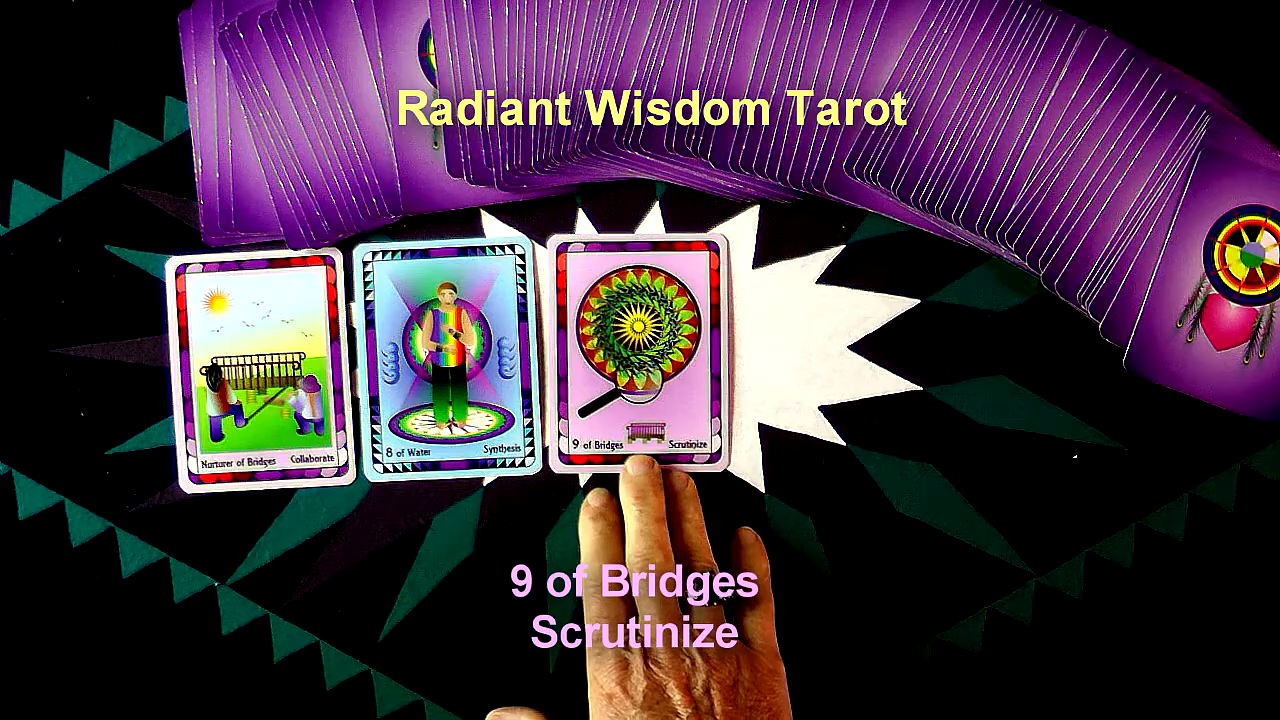 Radiant Wisdom Tarot
Nurturer of Bridges Collaborate
8 of Water Synthesis
9 of Bridges Scrutinize
9 of Bridges
Scrutinize